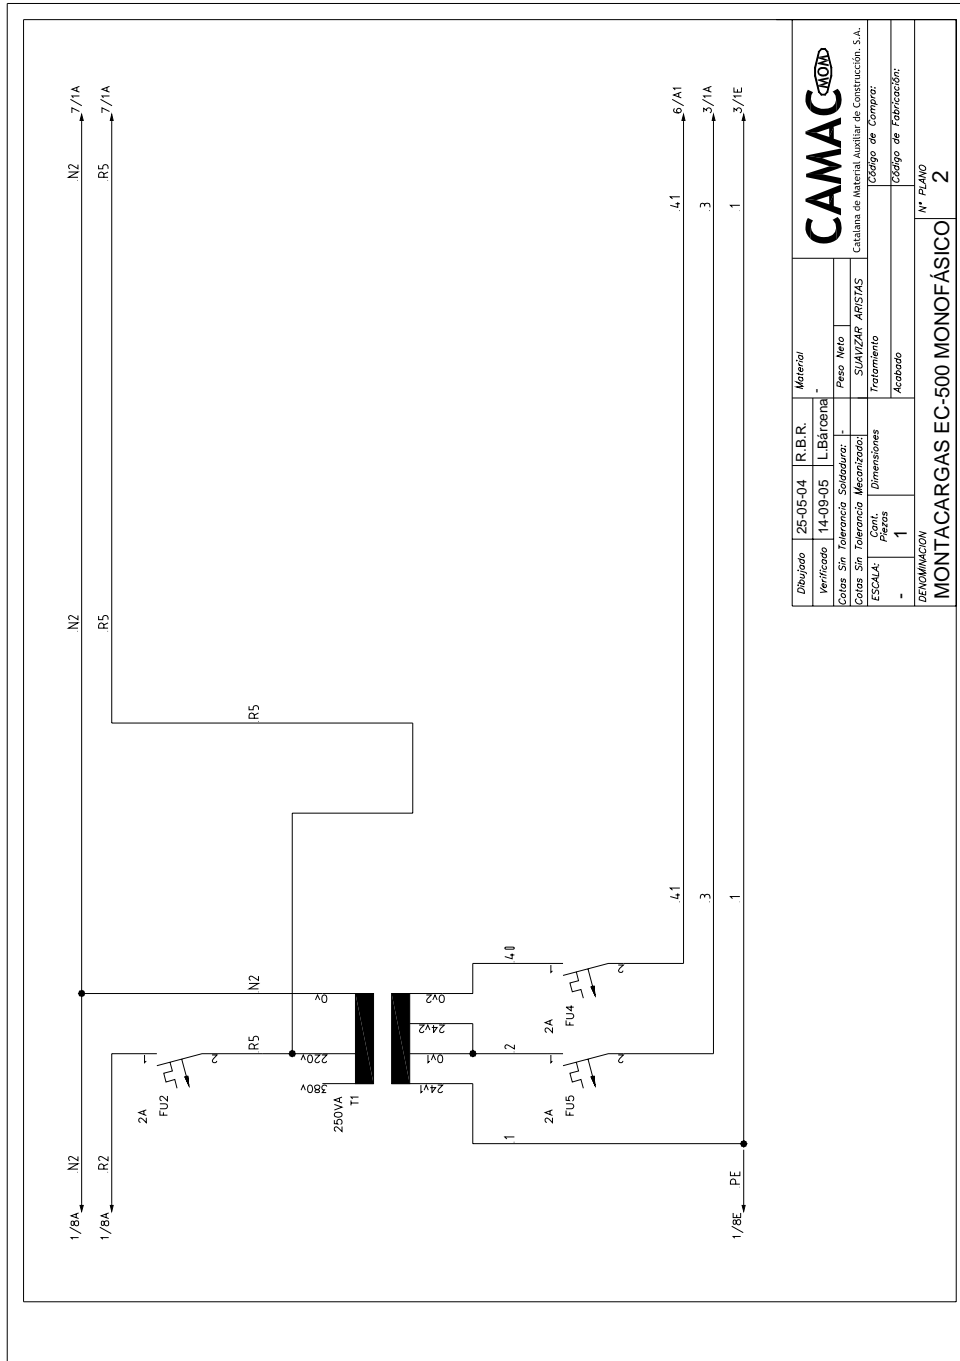 1/8A
.N2
.N2
.N2
7/1A
1/8A
.R2
.R5
.R5
7/1A
2A
FU2
1
2
.R5
.N2
.R5
380v
220v
0v
250VA
T1
24v1
0v1
24v2
0v2
.1
.2
.40
2A
FU5
1
2
2A
FU4
1
2
.41
.41
6/A1
.3
.3
3/1A
1/8E
.PE
.1
.1
3/1E
Dibujado 25-05-04 R.B.R.
Verificado 14-09-05 L.Bárcena
Material
-
CAMAC MOM
Catalana de Material Auxiliar de Construcción, S.A.
Cotas Sin Tolerancia Soldadura: -
Peso Neto
Cotas Sin Tolerancia Mecanizado:
SUAVIZAR ARISTAS
ESCALA:
-
Cant. Piezas
1
Dimensiones
Tratamiento
Código de Compra:
Acabado
Código de Fabricación:
DENOMINACION
MONTACARGAS EC-500 MONOFÁSICO
Nº PLANO
2